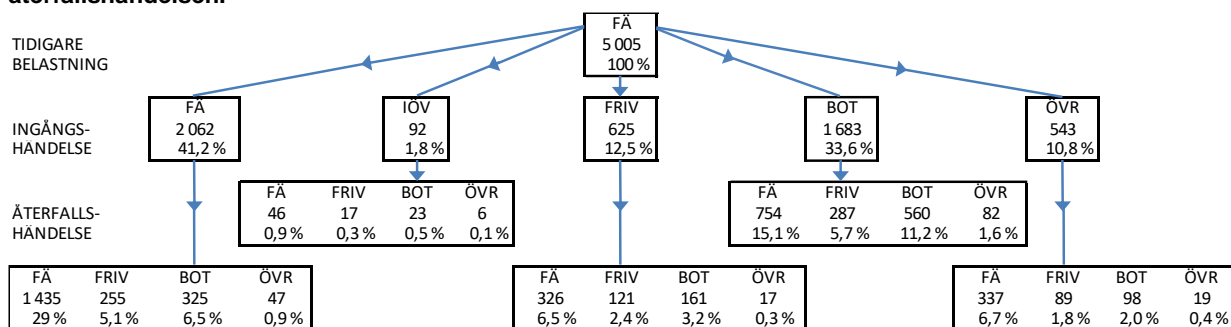 återfallshändelsen.
FÄ
5 005
100 %
TIDIGARE
BELASTNING
FÄ IÖV FRIV BOT ÖVR
2 062 92 625 1 683 543
41,2 % 1,8 % 12,5 % 33,6 % 10,8 %
INGÅNGS-
HÄNDELSE
FÄ FRIV BOT ÖVR FÄ FRIV BOT ÖVR
46 17 23 6 754 287 560 82
0,9 % 0,3 % 0,5 % 0,1 % 15,1 % 5,7 % 11,2 % 1,6 %
ÅTERFALLS-
HÄNDELSE
FÄ FRIV BOT ÖVR FÄ FRIV BOT ÖVR FÄ FRIV BOT ÖVR
1 435 255 325 47 326 121 161 17 337 89 98 19
29 % 5,1 % 6,5 % 0,9 % 6,5 % 2,4 % 3,2 % 0,3 % 6,7 % 1,8 % 2,0 % 0,4 %